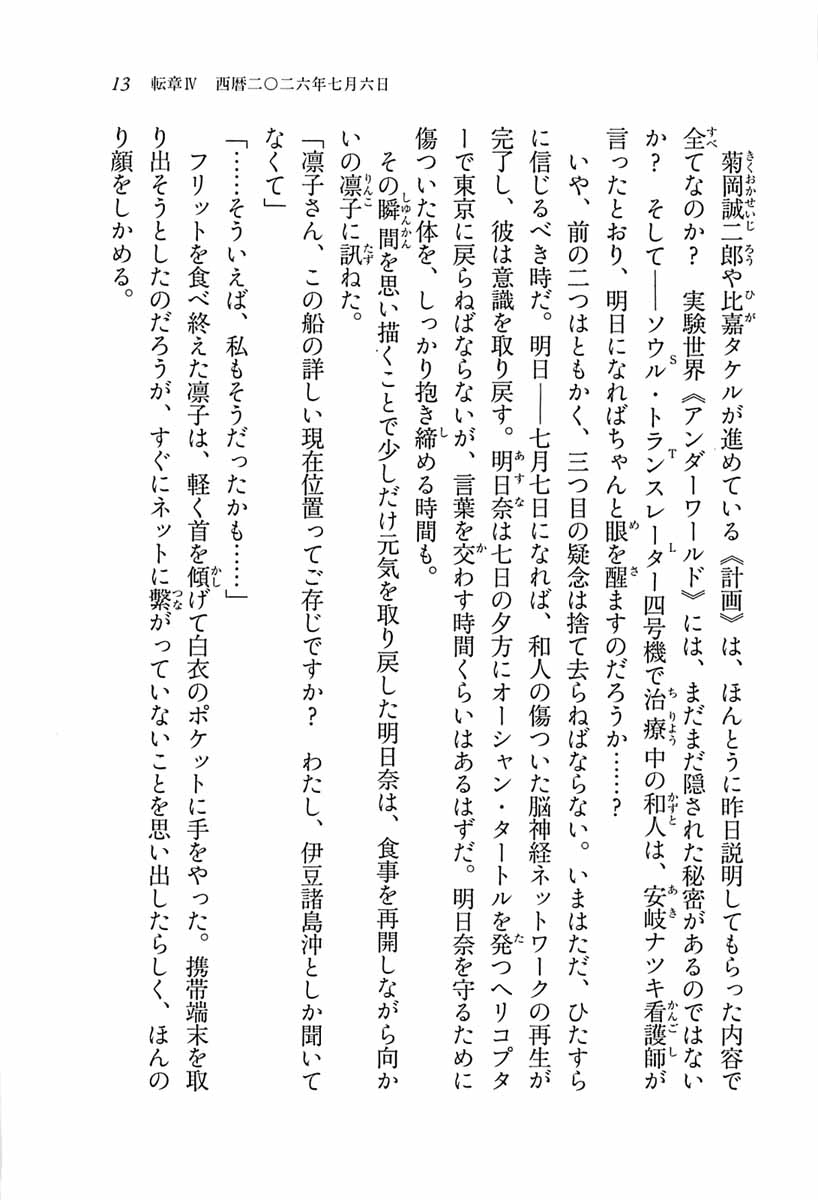 13　転章Ⅳ　西暦二〇二六年七月六日
菊岡誠二郎や比嘉タケルが進めている《計画》は、ほんとうに昨日説明してもらった内容で
全てなのか？　実験世界《アンダーワールド》には、まだまだ隠された秘密があるのではない
か？　そして――ソウル・トランスレーター四号機で治療中の和人は、安岐ナツキ看護師が
言ったとおり、明日になればちゃんと眼を醒ますのだろうか……？
いや、前の二つはともかく、三つ目の疑念は捨て去らねばならない。いまはただ、ひたすら
に信じるべき時だ。明日――七月七日になれば、和人の傷ついた脳神経ネットワークの再生が
完了し、彼は意識を取り戻す。明日奈は七日の夕方にオーシャン・タートルを発つヘリコプタ
ーで東京に戻らねばならないが、言葉を交わす時間くらいはあるはずだ。明日奈を守るために
傷ついた体を、しっかり抱き締める時間も。
その瞬間を思い描くことで少しだけ元気を取り戻した明日奈は、食事を再開しながら向か
いの凛子に訊ねた。
「凛子さん、この船の詳しい現在位置ってご存じですか？　わたし、伊豆諸島沖としか聞いて
なくて」
「……そういえば、私もそうだったかも……」
フリットを食べ終えた凛子は、軽く首を傾げて白衣のポケットに手をやった。携帯端末を取
り出そうとしたのだろうが、すぐにネットに繋がっていないことを思い出したらしく、ほんの
り顔をしかめる。